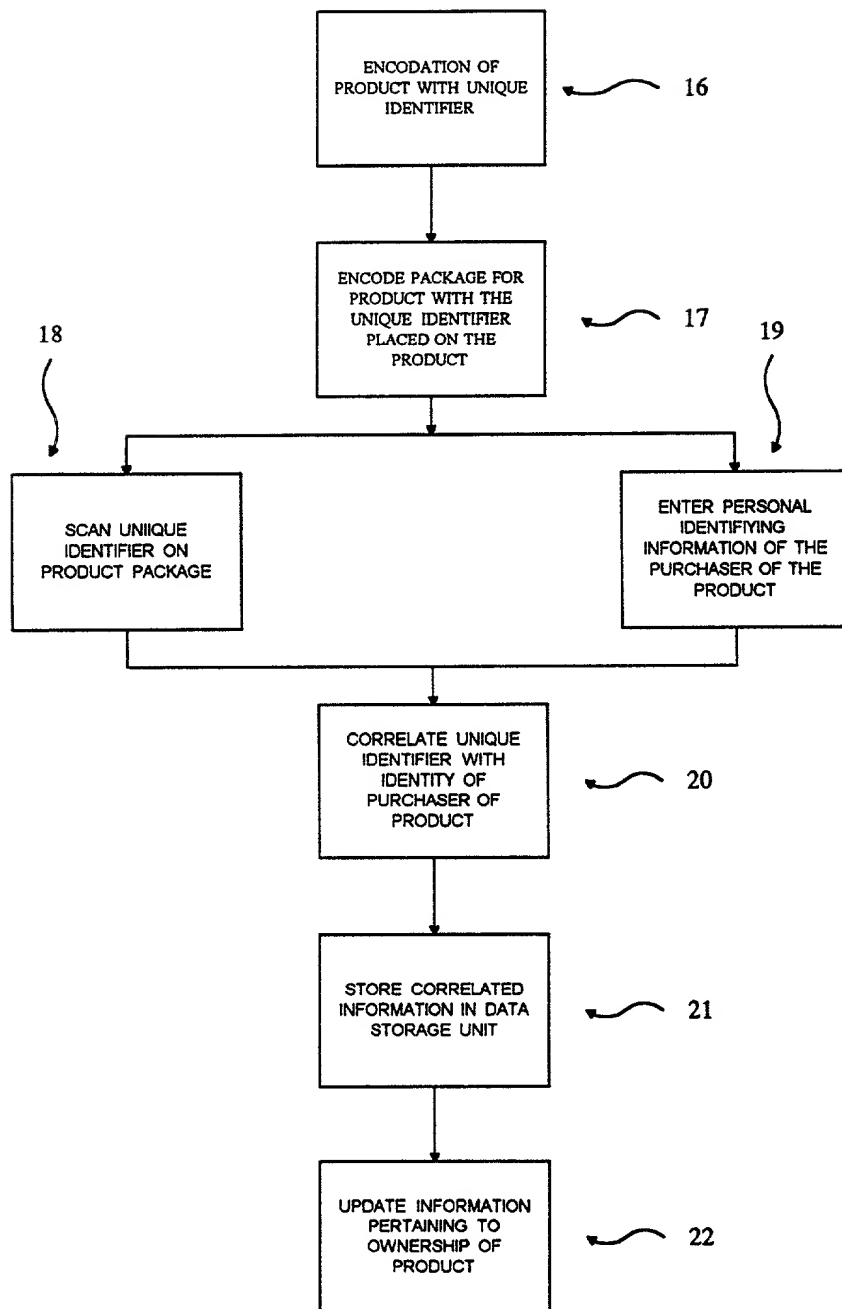 ENCODATION OF
PRODUCT WITH UNIQUE
IDENTIFIER
16
ENCODE PACKAGE FOR
PRODUCT WITH THE
UNIQUE IDENTIFIER
PLACED ON THE
PRODUCT
17
18
19
SCAN UNIIQUE
IDENTIFIER ON
PRODUCT PACKAGE
ENTER PERSONAL
IDENTIFIYING
INFORMATION OF THE
PURCHASER OF THE
PRODUCT
CORRELATE UNIQUE
IDENTIFIER WITH
IDENTITY OF
PURCHASER OF
PRODUCT
20
STORE CORRELATED
INFORMATION IN DATA
STORAGE UNIT
21
UPDATE INFORMATION
PERTAINING TO
OWNERSHIP OF
PRODUCT
22